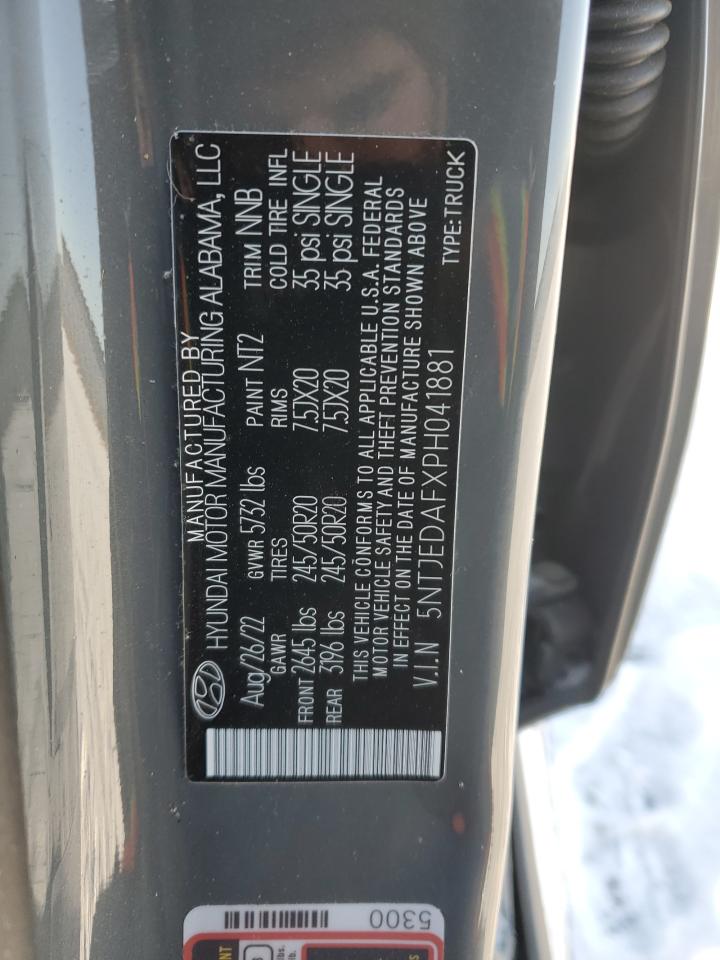 MANUFACTURED BY
HYUNDAI MOTOR MANUFACTURING ALABAMA, LLC
Aug/26/22 GVWR 5732 lbs PAINT NT2 TRIM NNB
GAWR TIRES RIMS COLD TIRE INFL
FRONT 2645 lbs 245/50R20 7.5JX20 35 psi SINGLE
REAR 3196 lbs 245/50R20 7.5JX20 35 psi SINGLE
THIS VEHICLE CONFORMS TO ALL APPLICABLE U.S.A. FEDERAL
MOTOR VEHICLE SAFETY AND THEFT PREVENTION STANDARDS
IN EFFECT ON THE DATE OF MANUFACTURE SHOWN ABOVE
V.I.N 5NTJEDAFXPH041881 TYPE:TRUCK
5300